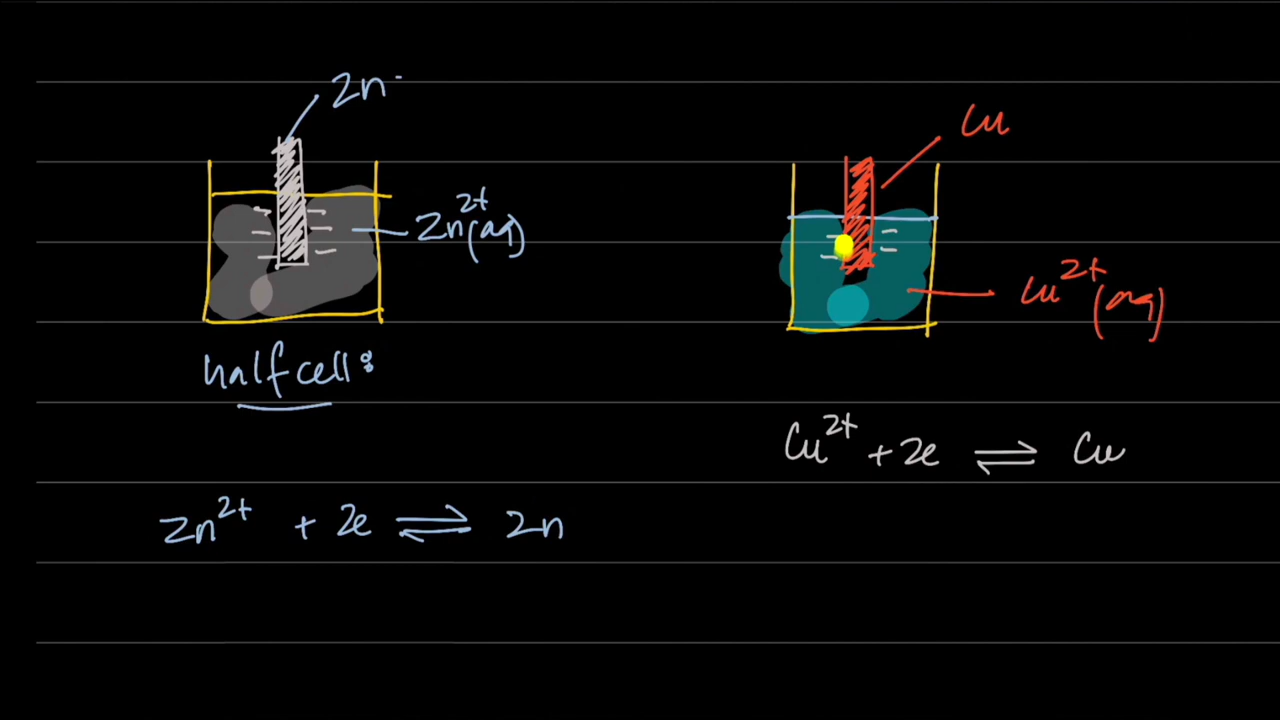 Zn
Zn²⁺(aq)
half cell:
Zn²⁺ + 2e ⇌ Zn
Cu
Cu²⁺(aq)
Cu²⁺ + 2e ⇌ Cu